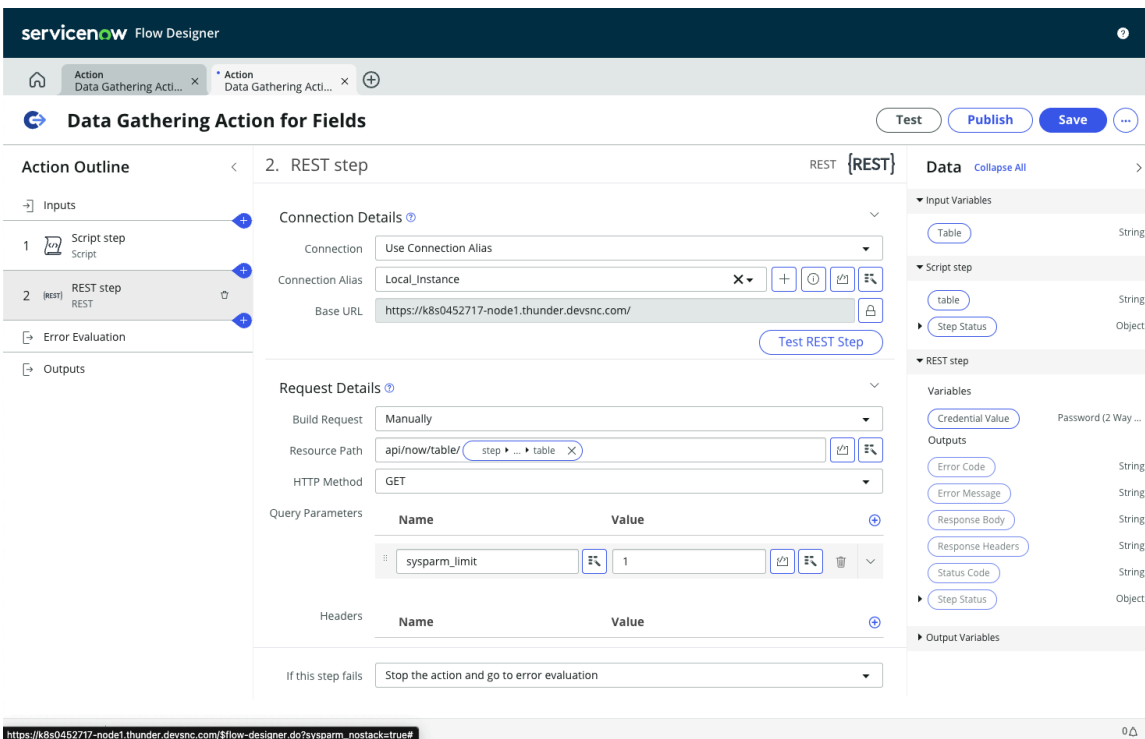 servicenow Flow Designer
Action
Data Gathering Acti...
Action
Data Gathering Acti...
Data Gathering Action for Fields
Test
Publish
Save
Action Outline
Inputs
1
Script step
Script
2
{REST}
REST step
REST
Error Evaluation
Outputs
2. REST step
REST {REST}
Connection Details
Connection
Use Connection Alias
Connection Alias
Local_Instance
Base URL
https://k8s0452717-node1.thunder.devsnc.com/
Test REST Step
Request Details
Build Request
Manually
Resource Path
api/now/table/ step ▸ ... ▸ table
HTTP Method
GET
Query Parameters
Name Value
sysparm_limit 1
Headers
Name Value
If this step fails
Stop the action and go to error evaluation
Data Collapse All
Input Variables
Table String
Script step
table String
Step Status Object
REST step
Variables
Credential Value Password (2 Way ...
Outputs
Error Code String
Error Message String
Response Body String
Response Headers String
Status Code String
Step Status Object
Output Variables
https://k8s0452717-node1.thunder.devsnc.com/$flow-designer.do?sysparm_nostack=true#
0